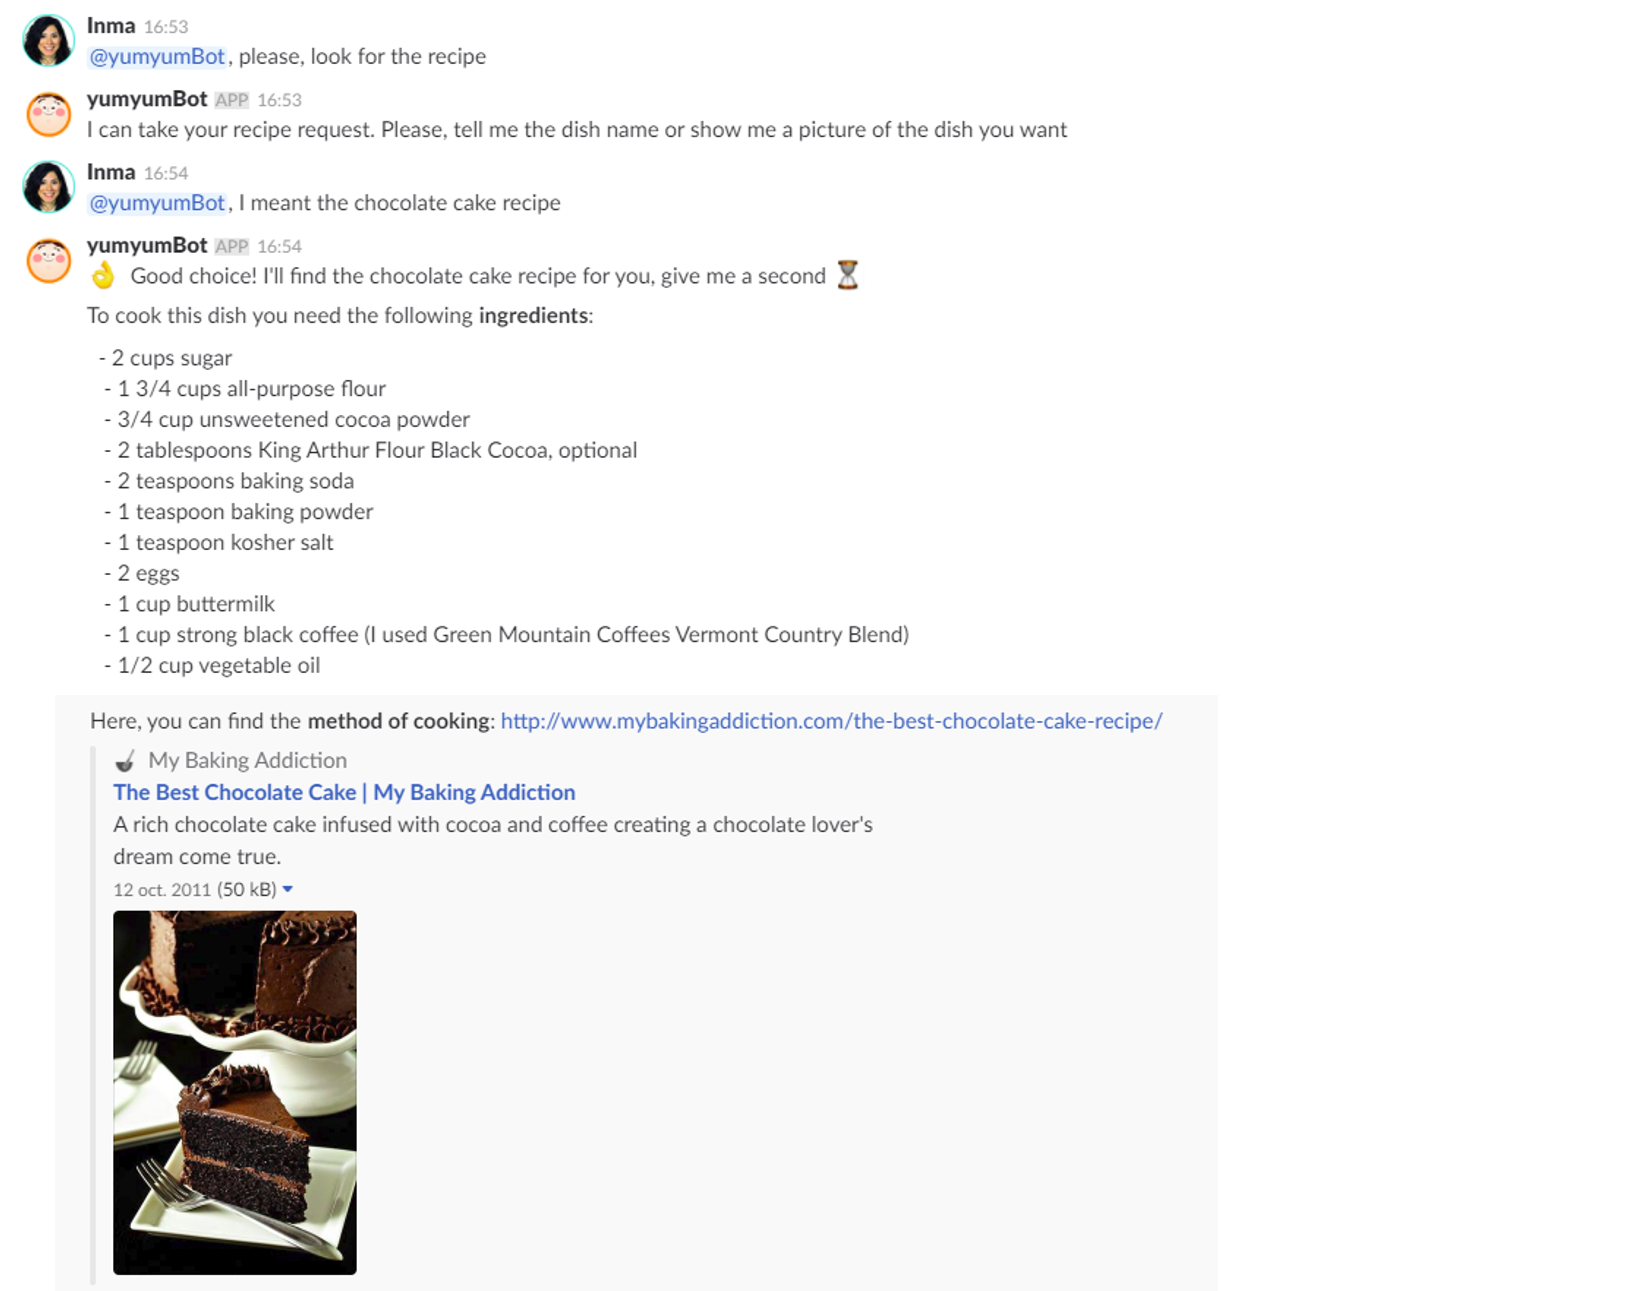 Inma 16:53
@yumyumBot, please, look for the recipe
yumyumBot APP 16:53
I can take your recipe request. Please, tell me the dish name or show me a picture of the dish you want
Inma 16:54
@yumyumBot, I meant the chocolate cake recipe
yumyumBot APP 16:54
👌 Good choice! I'll find the chocolate cake recipe for you, give me a second ⌛
To cook this dish you need the following ingredients:
- 2 cups sugar
- 1 3/4 cups all-purpose flour
- 3/4 cup unsweetened cocoa powder
- 2 tablespoons King Arthur Flour Black Cocoa, optional
- 2 teaspoons baking soda
- 1 teaspoon baking powder
- 1 teaspoon kosher salt
- 2 eggs
- 1 cup buttermilk
- 1 cup strong black coffee (I used Green Mountain Coffees Vermont Country Blend)
- 1/2 cup vegetable oil
Here, you can find the method of cooking: http://www.mybakingaddiction.com/the-best-chocolate-cake-recipe/
My Baking Addiction
The Best Chocolate Cake | My Baking Addiction
A rich chocolate cake infused with cocoa and coffee creating a chocolate lover's
dream come true.
12 oct. 2011 (50 kB)